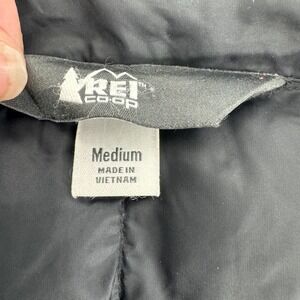 REI
CO·OP
Medium
MADE IN
VIETNAM